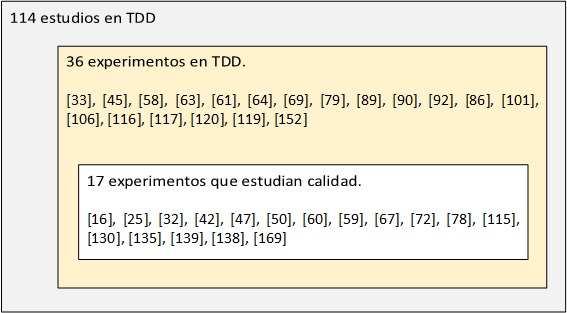 114 estudios en TDD
36 experimentos en TDD.
[33], [45], [58], [63], [61], [64], [69], [79], [89], [90], [92], [86], [101],
[106], [116], [117], [120], [119], [152]
17 experimentos que estudian calidad.
[16], [25], [32], [42], [47], [50], [60], [59], [67], [72], [78], [115],
[130], [135], [139], [138], [169]